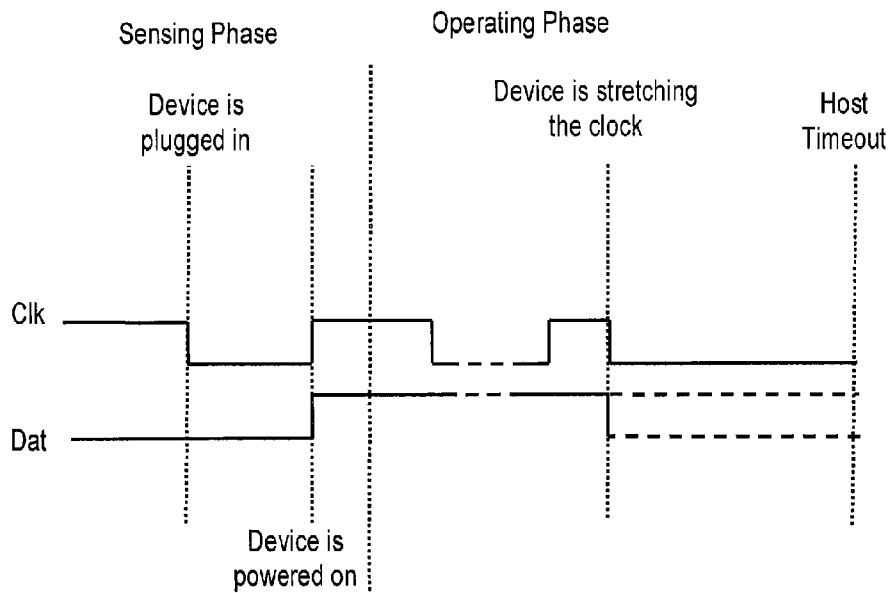 Sensing Phase
Operating Phase
Device is
plugged in
Device is stretching
the clock
Host
Timeout
Clk
Dat
Device is
powered on